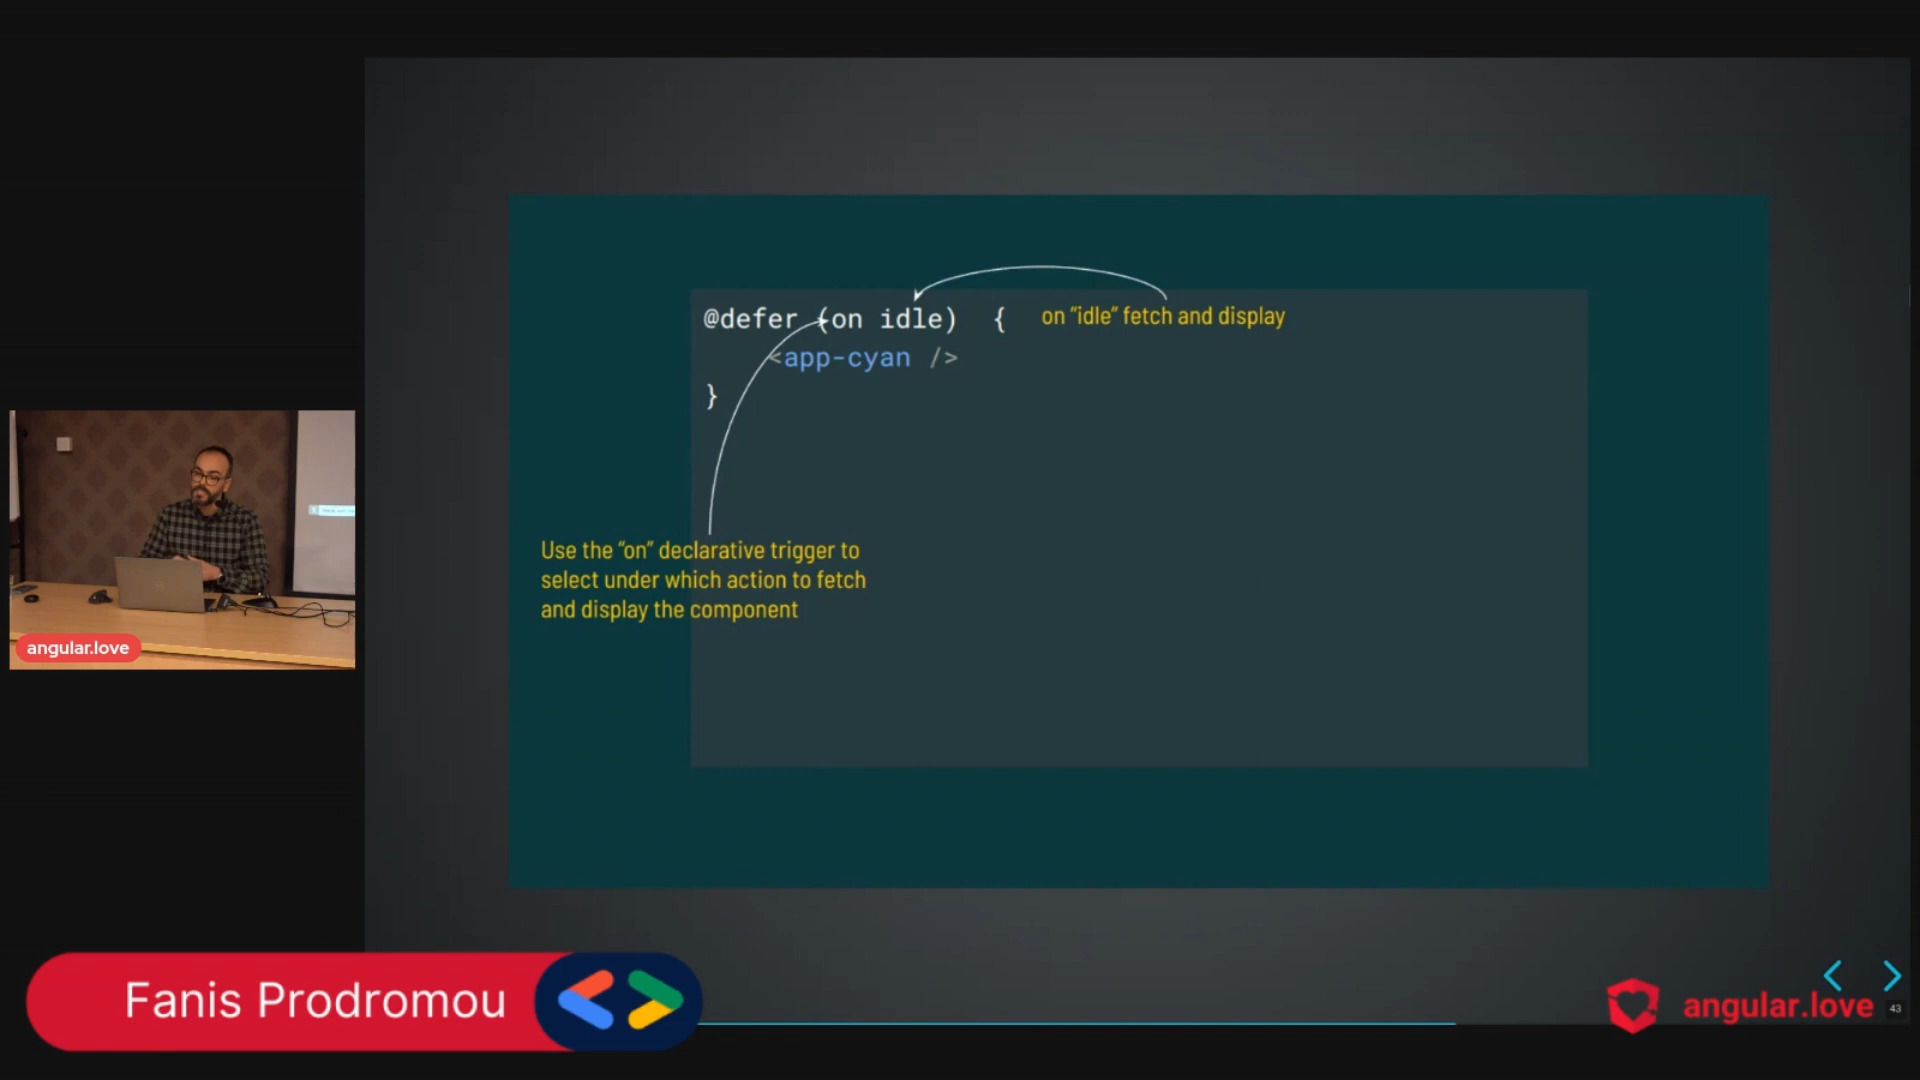 @defer (on idle) { on “idle” fetch and display
<app-cyan />
}
Use the “on” declarative trigger to
select under which action to fetch
and display the component
angular.love
Fanis Prodromou
angular.love
43